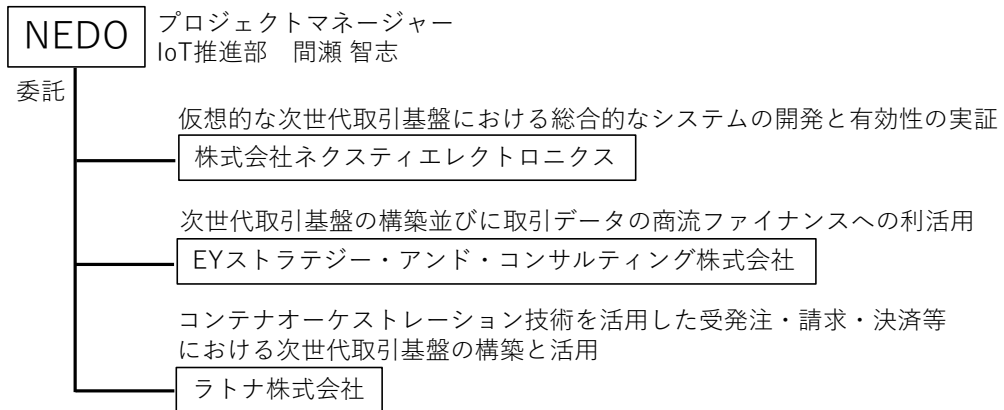 NEDO
プロジェクトマネージャー
IoT推進部　間瀬 智志
委託
仮想的な次世代取引基盤における総合的なシステムの開発と有効性の実証
株式会社ネクスティエレクトロニクス
次世代取引基盤の構築並びに取引データの商流ファイナンスへの利活用
EYストラテジー・アンド・コンサルティング株式会社
コンテナオーケストレーション技術を活用した受発注・請求・決済等
における次世代取引基盤の構築と活用
ラトナ株式会社